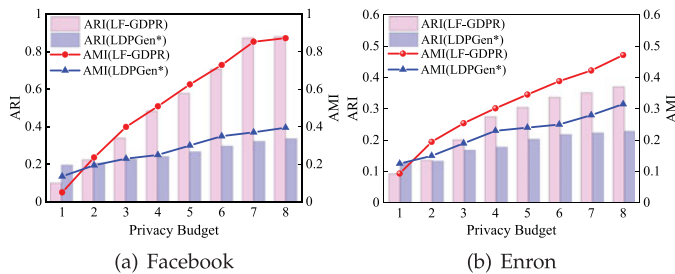 1
0.8
0.6
0.4
0.2
0
ARI
ARI(LF-GDPR)
ARI(LDPGen*)
AMI(LF-GDPR)
AMI(LDPGen*)
1
0.8
0.6
0.4
0.2
0
AMI
1 2 3 4 5 6 7 8
Privacy Budget
(a) Facebook
0.6
0.5
0.4
0.3
0.2
0.1
0
ARI
ARI(LF-GDPR)
ARI(LDPGen*)
AMI(LF-GDPR)
AMI(LDPGen*)
0.6
0.5
0.4
0.3
0.2
0.1
0
AMI
1 2 3 4 5 6 7 8
Privacy Budget
(b) Enron